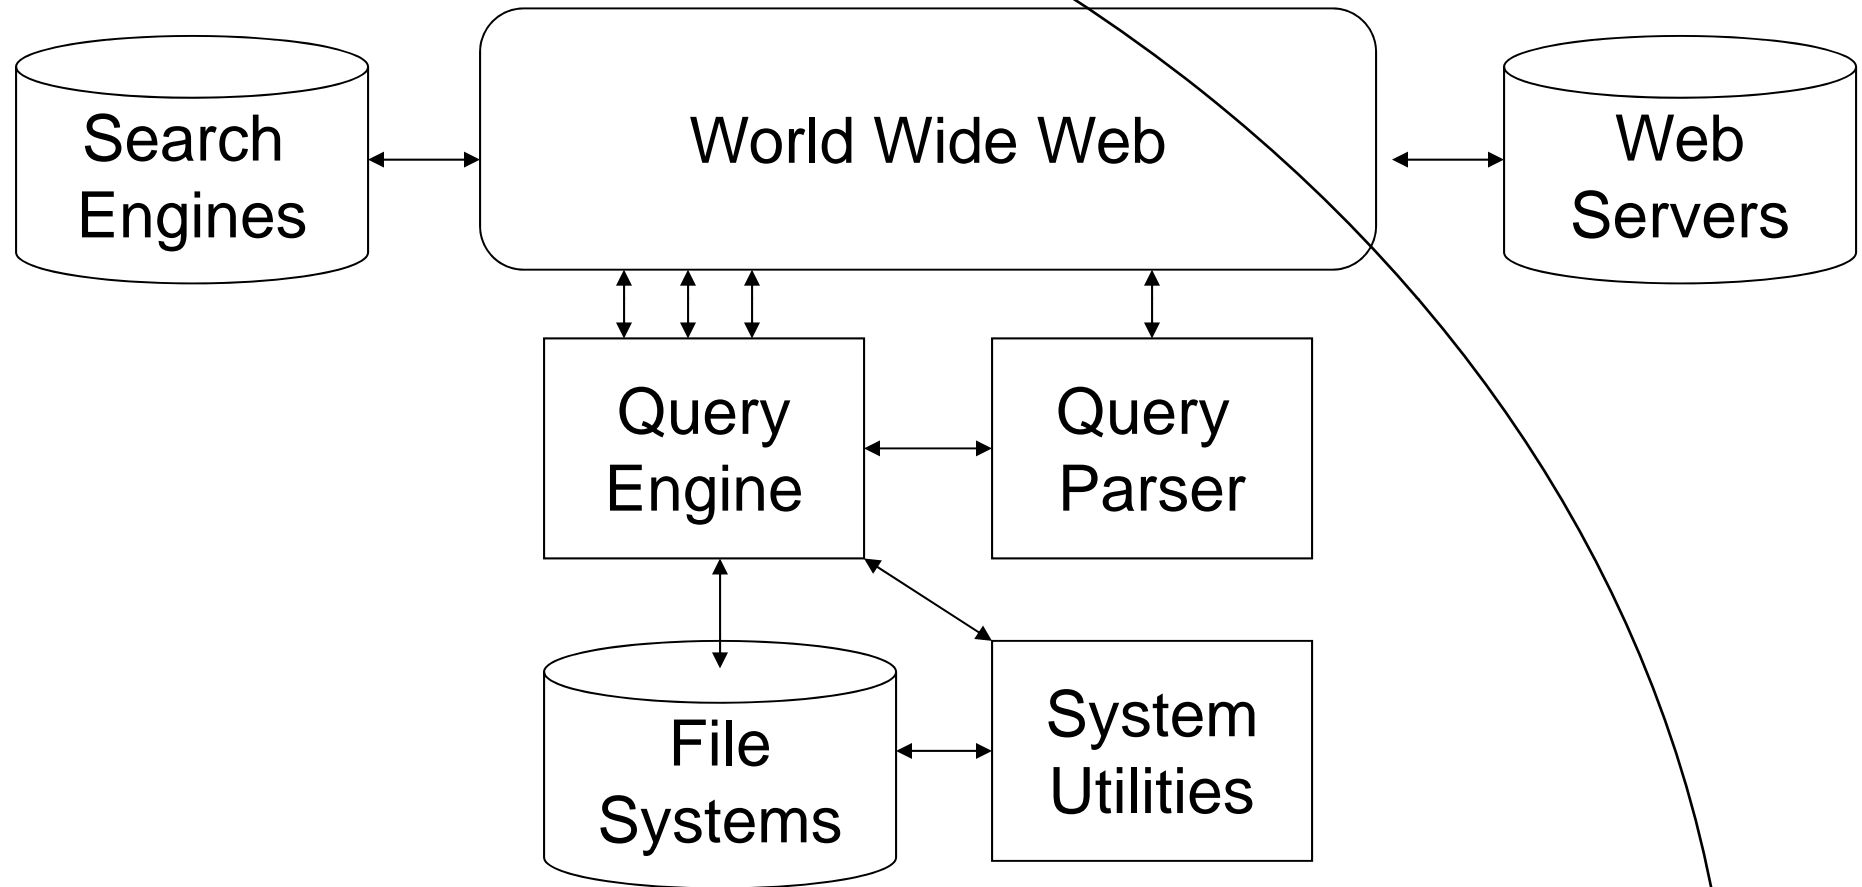 Search
Engines
World Wide Web
Web
Servers
Query
Engine
Query
Parser
File
Systems
System
Utilities